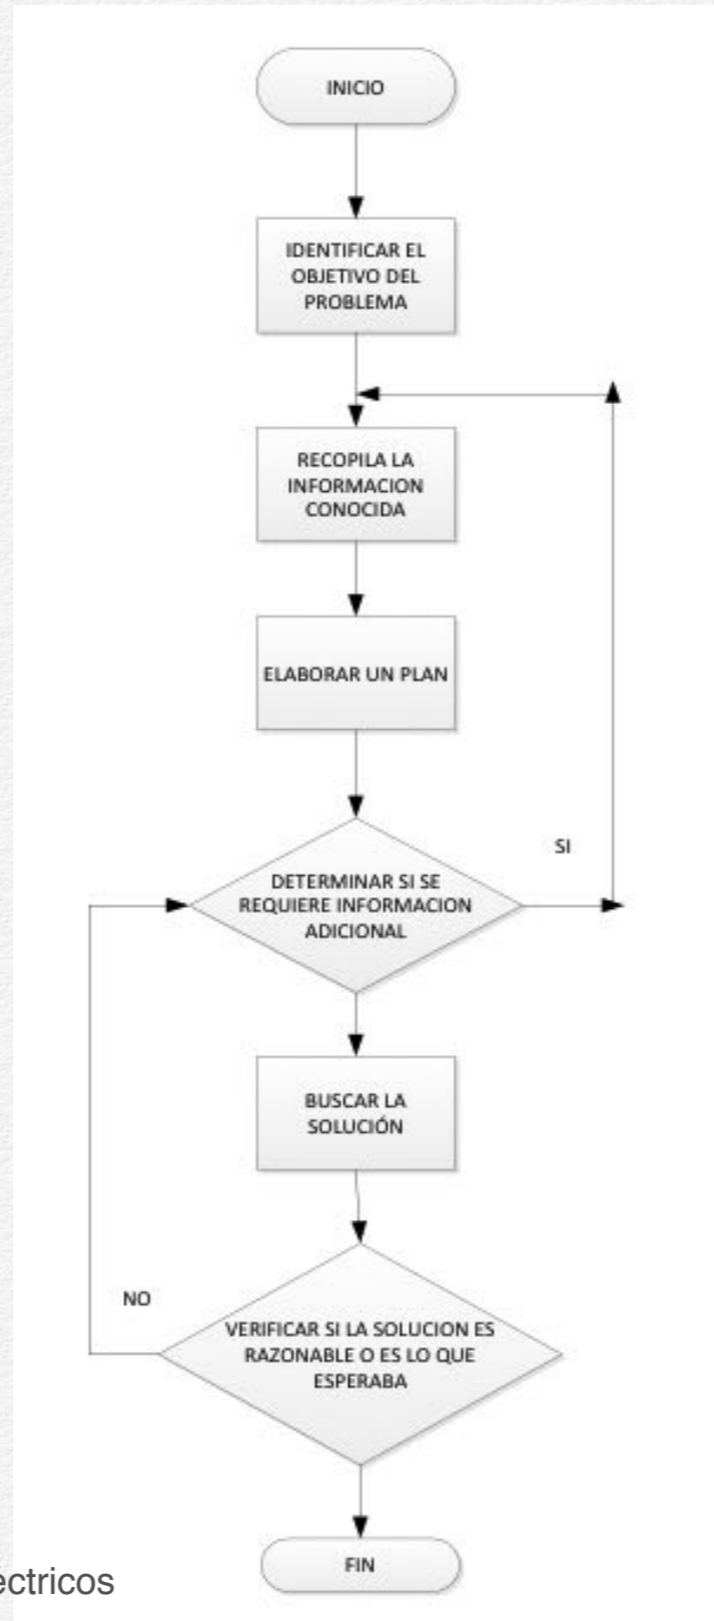 INICIO
IDENTIFICAR EL
OBJETIVO DEL
PROBLEMA
RECOPILA LA
INFORMACION
CONOCIDA
ELABORAR UN PLAN
SI
DETERMINAR SI SE
REQUIERE INFORMACION
ADICIONAL
BUSCAR LA
SOLUCIÓN
NO
VERIFICAR SI LA SOLUCION ES
RAZONABLE O ES LO QUE
ESPERABA
FIN